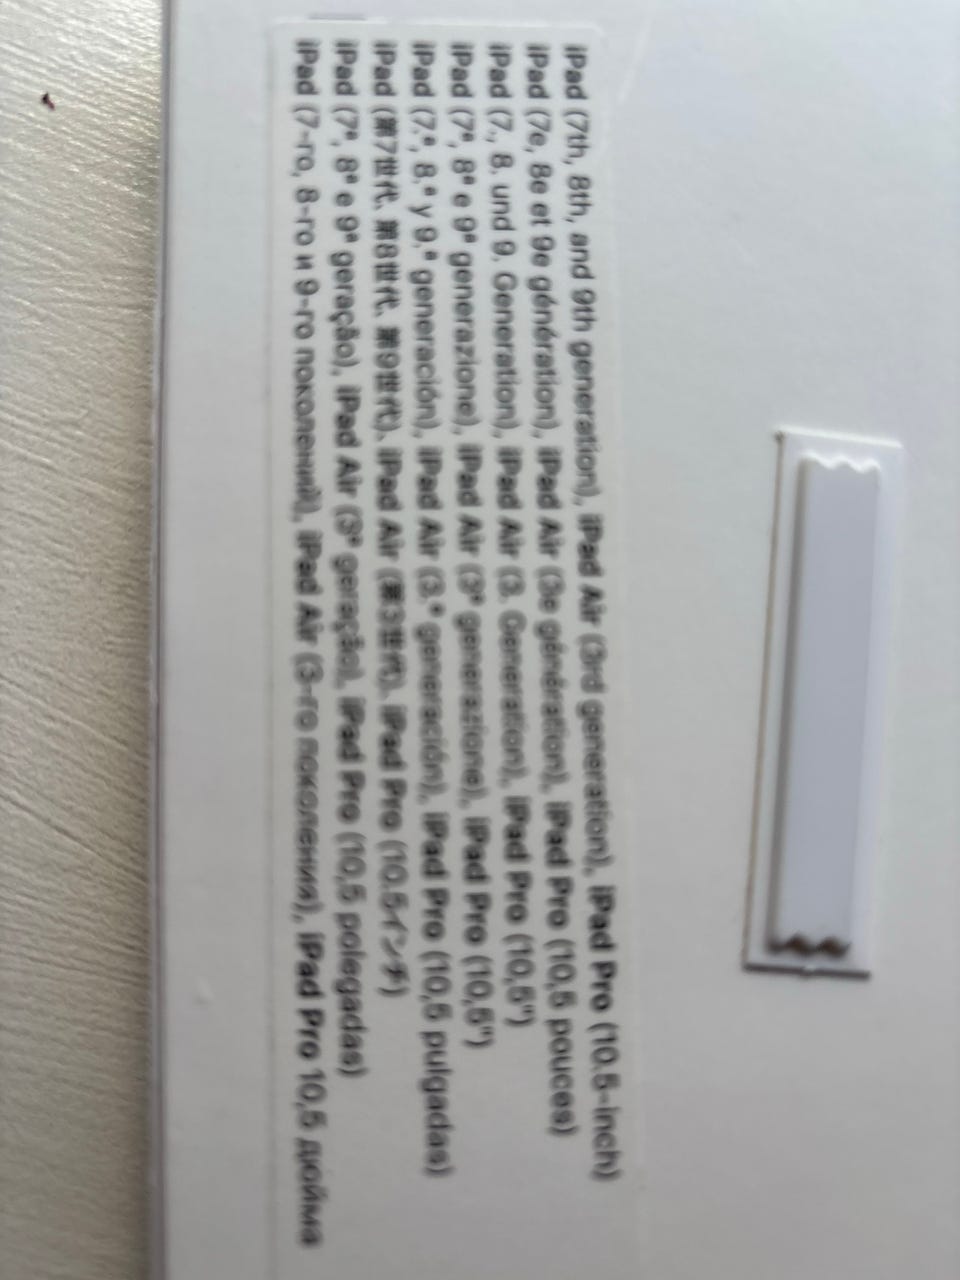 iPad (7th, 8th, and 9th generation), iPad Air (3rd generation), iPad Pro (10.5-inch)
iPad (7e, 8e et 9e génération), iPad Air (3e génération), iPad Pro (10,5 pouces)
iPad (7., 8. und 9. Generation), iPad Air (3. Generation), iPad Pro (10,5")
iPad (7ª, 8ª e 9ª generazione), iPad Air (3ª generazione), iPad Pro (10,5")
iPad (7.ª, 8.ª y 9.ª generación), iPad Air (3.ª generación), iPad Pro (10,5 pulgadas)
iPad (第7世代、第8世代、第9世代)、iPad Air (第3世代)、iPad Pro (10.5インチ)
iPad (7ª, 8ª e 9ª geração), iPad Air (3ª geração), iPad Pro (10,5 polegadas)
iPad (7-го, 8-го и 9-го поколений), iPad Air (3-го поколения), iPad Pro 10,5 дюйма